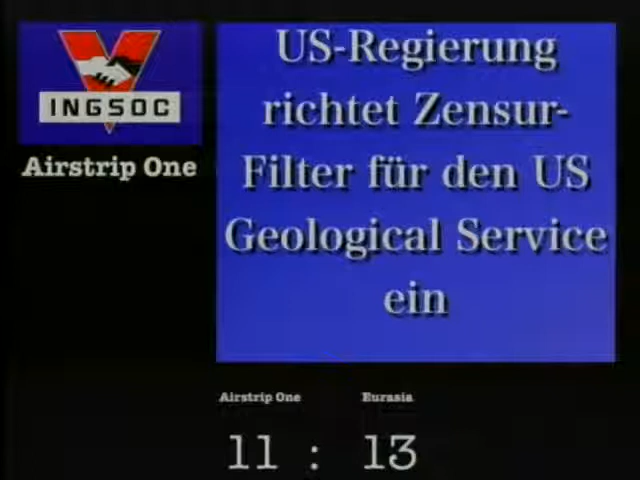 INGSOC
Airstrip One
US-Regierung
richtet Zensur-
Filter für den US
Geological Service
ein
Airstrip One Eurasia
11 : 13